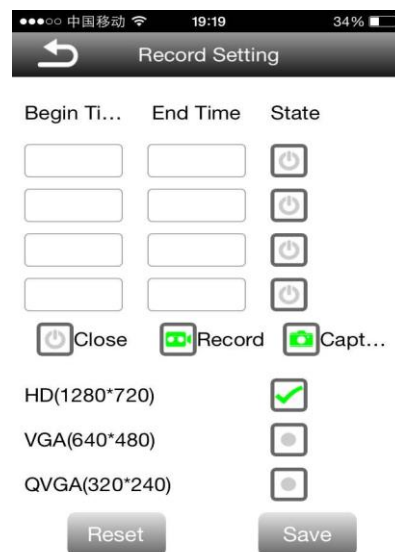 ●●●○○ 中国移动 19:19 34%
Record Setting
Begin Ti... End Time State
Close Record Capt...
HD(1280*720)
VGA(640*480)
QVGA(320*240)
Reset Save